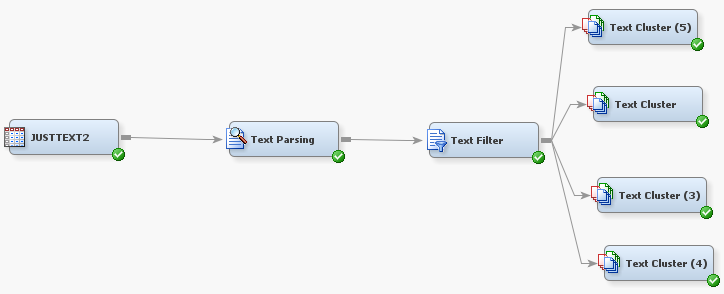 Text Cluster (5)
Text Cluster
JUSTTEXT2
Text Parsing
Text Filter
Text Cluster (3)
Text Cluster (4)